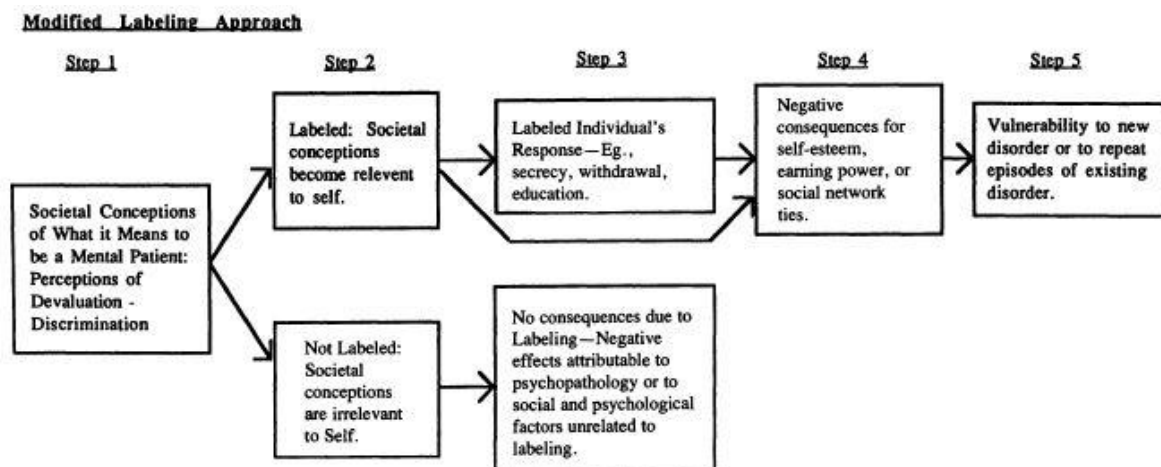 Modified Labeling Approach
Step 1
Step 2
Step 3
Step 4
Step 5
Societal Conceptions
of What it Means to
be a Mental Patient:
Perceptions of
Devaluation -
Discrimination
Labeled: Societal
conceptions
become relevent
to self.
Labeled Individual's
Response—Eg.,
secrecy, withdrawal,
education.
Negative
consequences for
self-esteem,
earning power, or
social network
ties.
Vulnerability to new
disorder or to repeat
episodes of existing
disorder.
Not Labeled:
Societal
conceptions
are irrelevant
to Self.
No consequences due to
Labeling—Negative
effects attributable to
psychopathology or to
social and psychological
factors unrelated to
labeling.